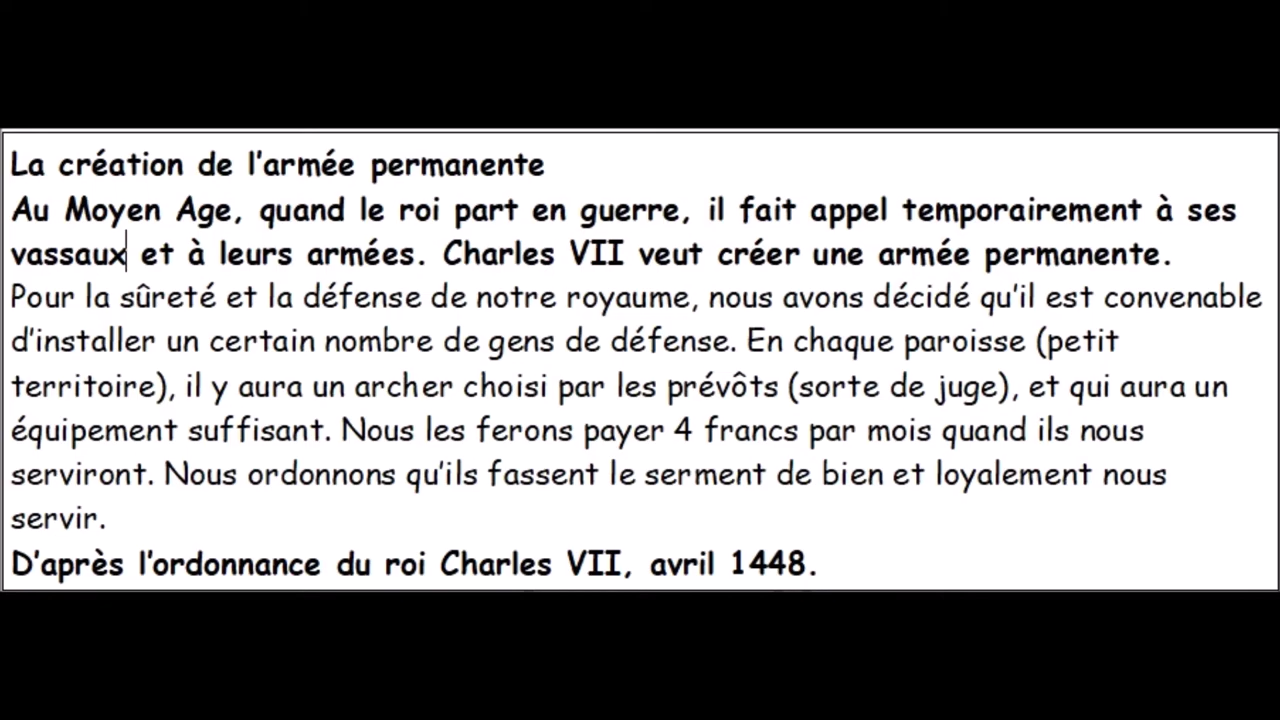 La création de l'armée permanente
Au Moyen Age, quand le roi part en guerre, il fait appel temporairement à ses
vassaux et à leurs armées. Charles VII veut créer une armée permanente.
Pour la sûreté et la défense de notre royaume, nous avons décidé qu'il est convenable
d'installer un certain nombre de gens de défense. En chaque paroisse (petit
territoire), il y aura un archer choisi par les prévôts (sorte de juge), et qui aura un
équipement suffisant. Nous les ferons payer 4 francs par mois quand ils nous
serviront. Nous ordonnons qu'ils fassent le serment de bien et loyalement nous
servir.
D'après l'ordonnance du roi Charles VII, avril 1448.